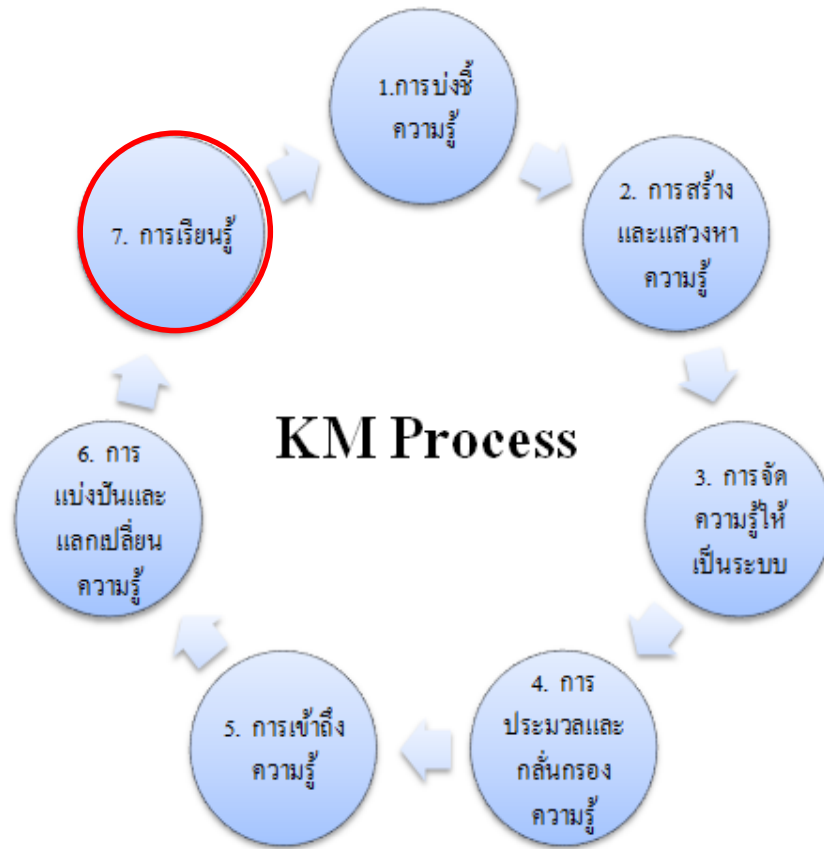 1.การบ่งชี้
ความรู้
2. การสร้าง
และแสวงหา
ความรู้
3. การจัด
ความรู้ให้
เป็นระบบ
4. การ
ประมวลและ
กลั่นกรอง
ความรู้
5. การเข้าถึง
ความรู้
6. การ
แบ่งปันและ
แลกเปลี่ยน
ความรู้
7. การเรียนรู้
KM Process